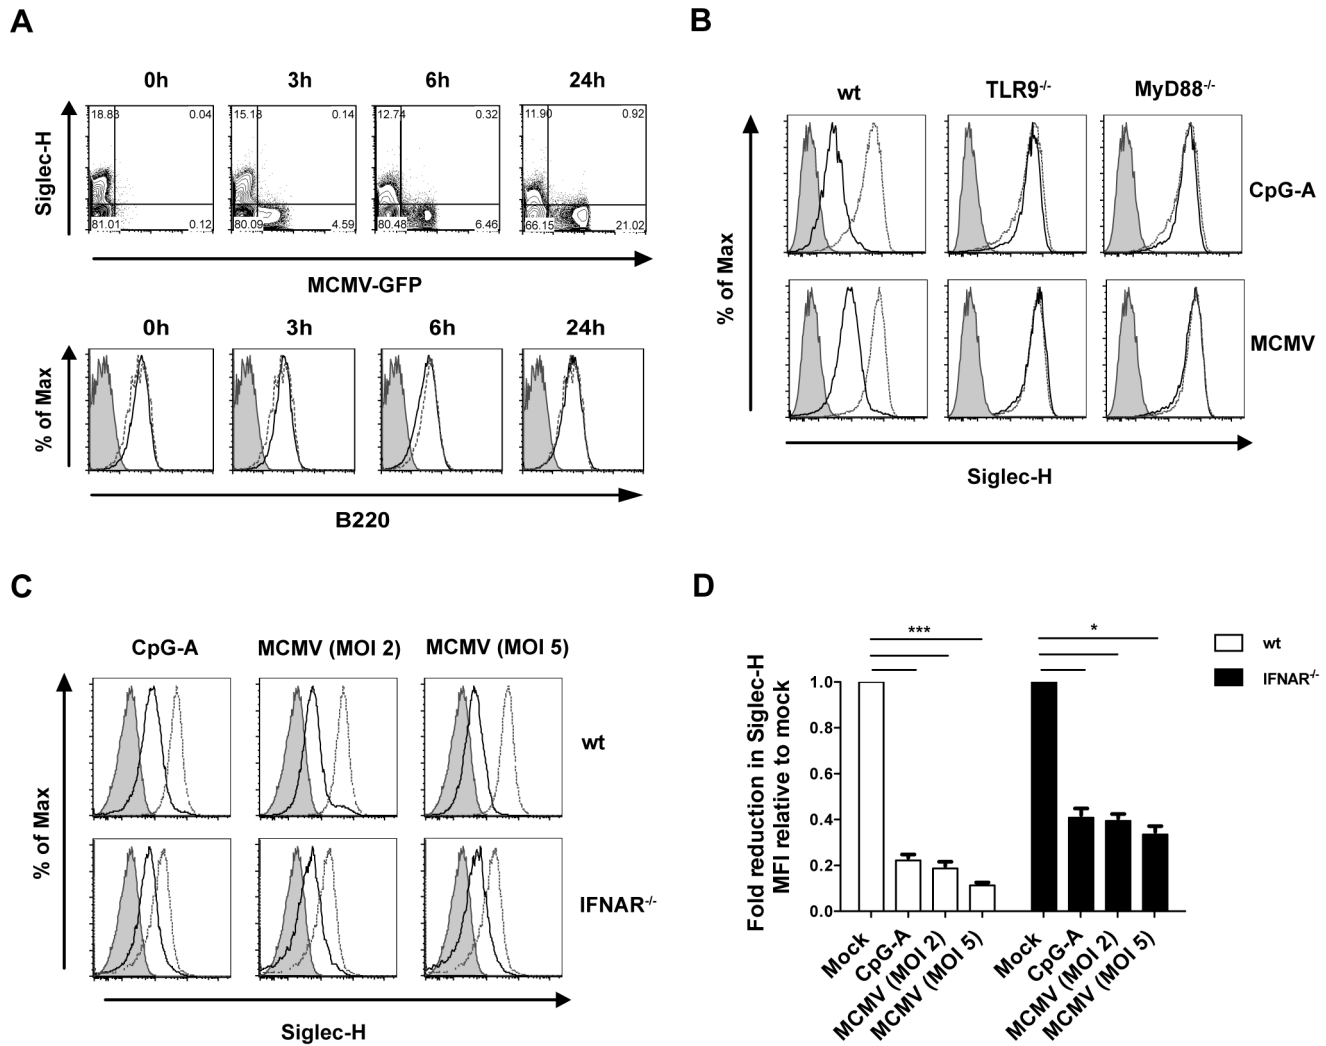 A
0h 3h 6h 24h
Siglec-H
18.83 0.04 15.13 0.14 12.74 0.32 11.90 0.92
81.01 0.12 80.09 4.59 80.48 6.46 66.15 21.02
MCMV-GFP
0h 3h 6h 24h
% of Max
B220
B
wt TLR9-/- MyD88-/-
CpG-A
% of Max
MCMV
Siglec-H
C
CpG-A MCMV (MOI 2) MCMV (MOI 5)
wt
% of Max
IFNAR-/-
Siglec-H
D
*** *
wt
IFNAR-/-
Fold reduction in Siglec-H
MFI relative to mock
1.0
0.8
0.6
0.4
0.2
0.0
Mock
CpG-A
MCMV (MOI 2)
MCMV (MOI 5)
Mock
CpG-A
MCMV (MOI 2)
MCMV (MOI 5)